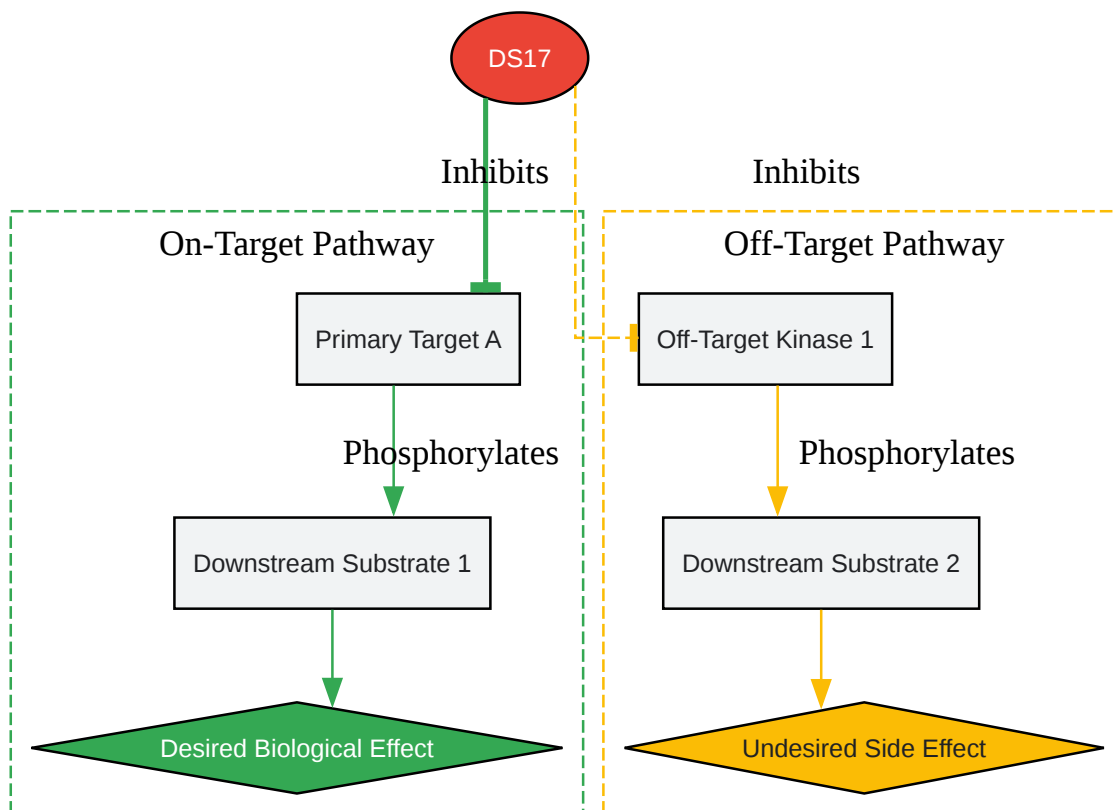 DS17
Inhibits
Inhibits
On-Target Pathway
Off-Target Pathway
Primary Target A
Off-Target Kinase 1
Phosphorylates
Phosphorylates
Downstream Substrate 1
Downstream Substrate 2
Desired Biological Effect
Undesired Side Effect